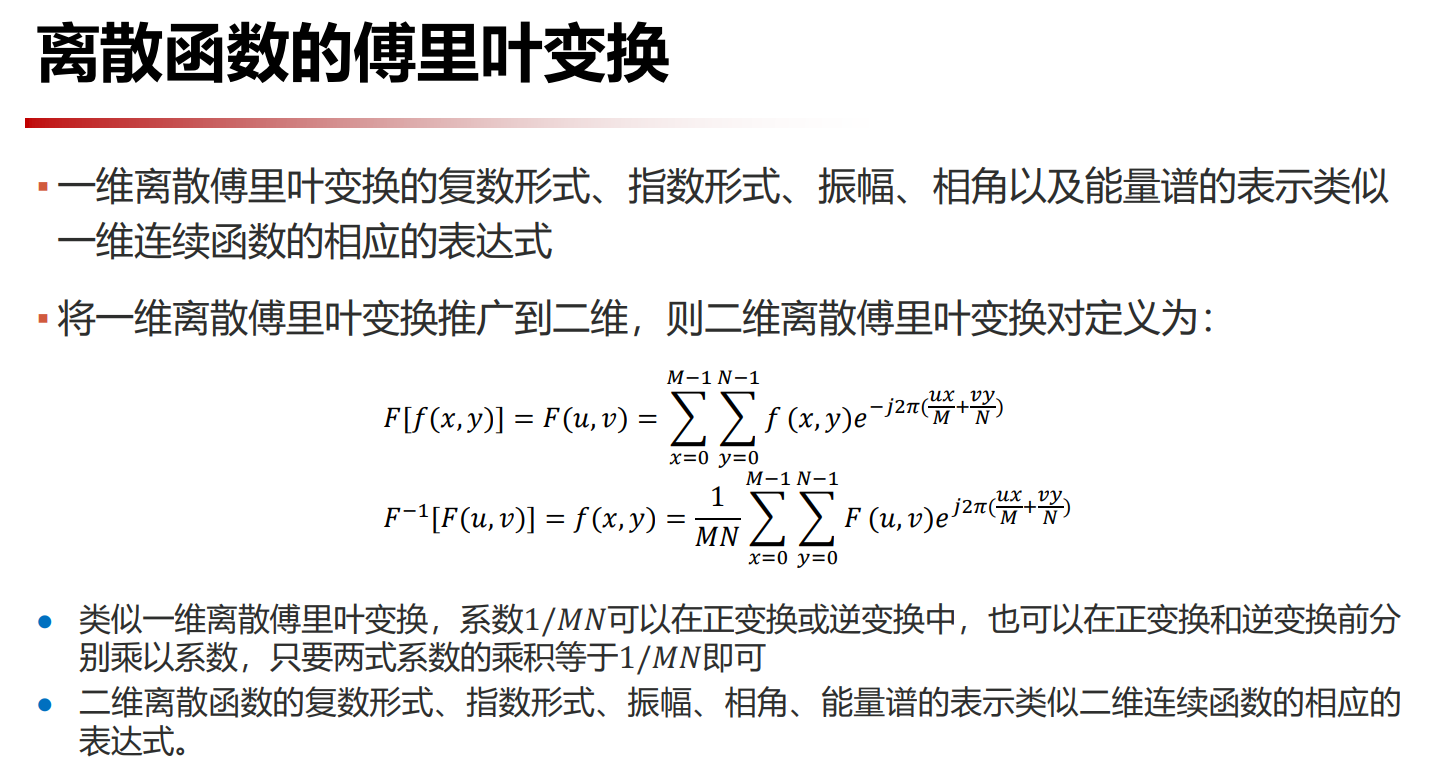 离散函数的傅里叶变换
▪ 一维离散傅里叶变换的复数形式、指数形式、振幅、相角以及能量谱的表示类似
一维连续函数的相应的表达式
▪ 将一维离散傅里叶变换推广到二维，则二维离散傅里叶变换对定义为：
F[f(x,y)] = F(u,v) = \sum_{x=0}^{M-1} \sum_{y=0}^{N-1} f(x,y)e^{-j2π(\frac{ux}{M}+\frac{vy}{N})}
F^{-1}[F(u,v)] = f(x,y) = \frac{1}{MN} \sum_{x=0}^{M-1} \sum_{y=0}^{N-1} F(u,v)e^{j2π(\frac{ux}{M}+\frac{vy}{N})}
● 类似一维离散傅里叶变换，系数1/MN可以在正变换或逆变换中，也可以在正变换和逆变换前分
别乘以系数，只要两式系数的乘积等于1/MN即可
● 二维离散函数的复数形式、指数形式、振幅、相角、能量谱的表示类似二维连续函数的相应的
表达式。